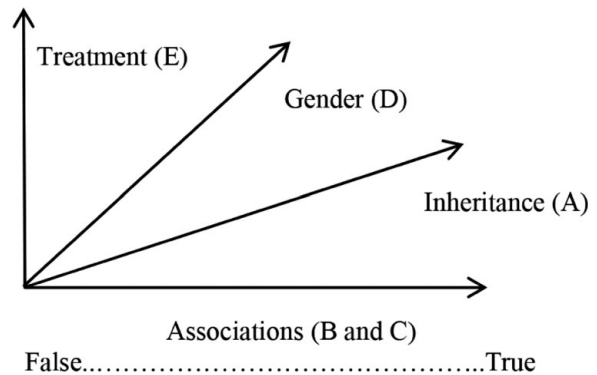 Treatment (E)
Gender (D)
Inheritance (A)
Associations (B and C)
False…………………………………………..True